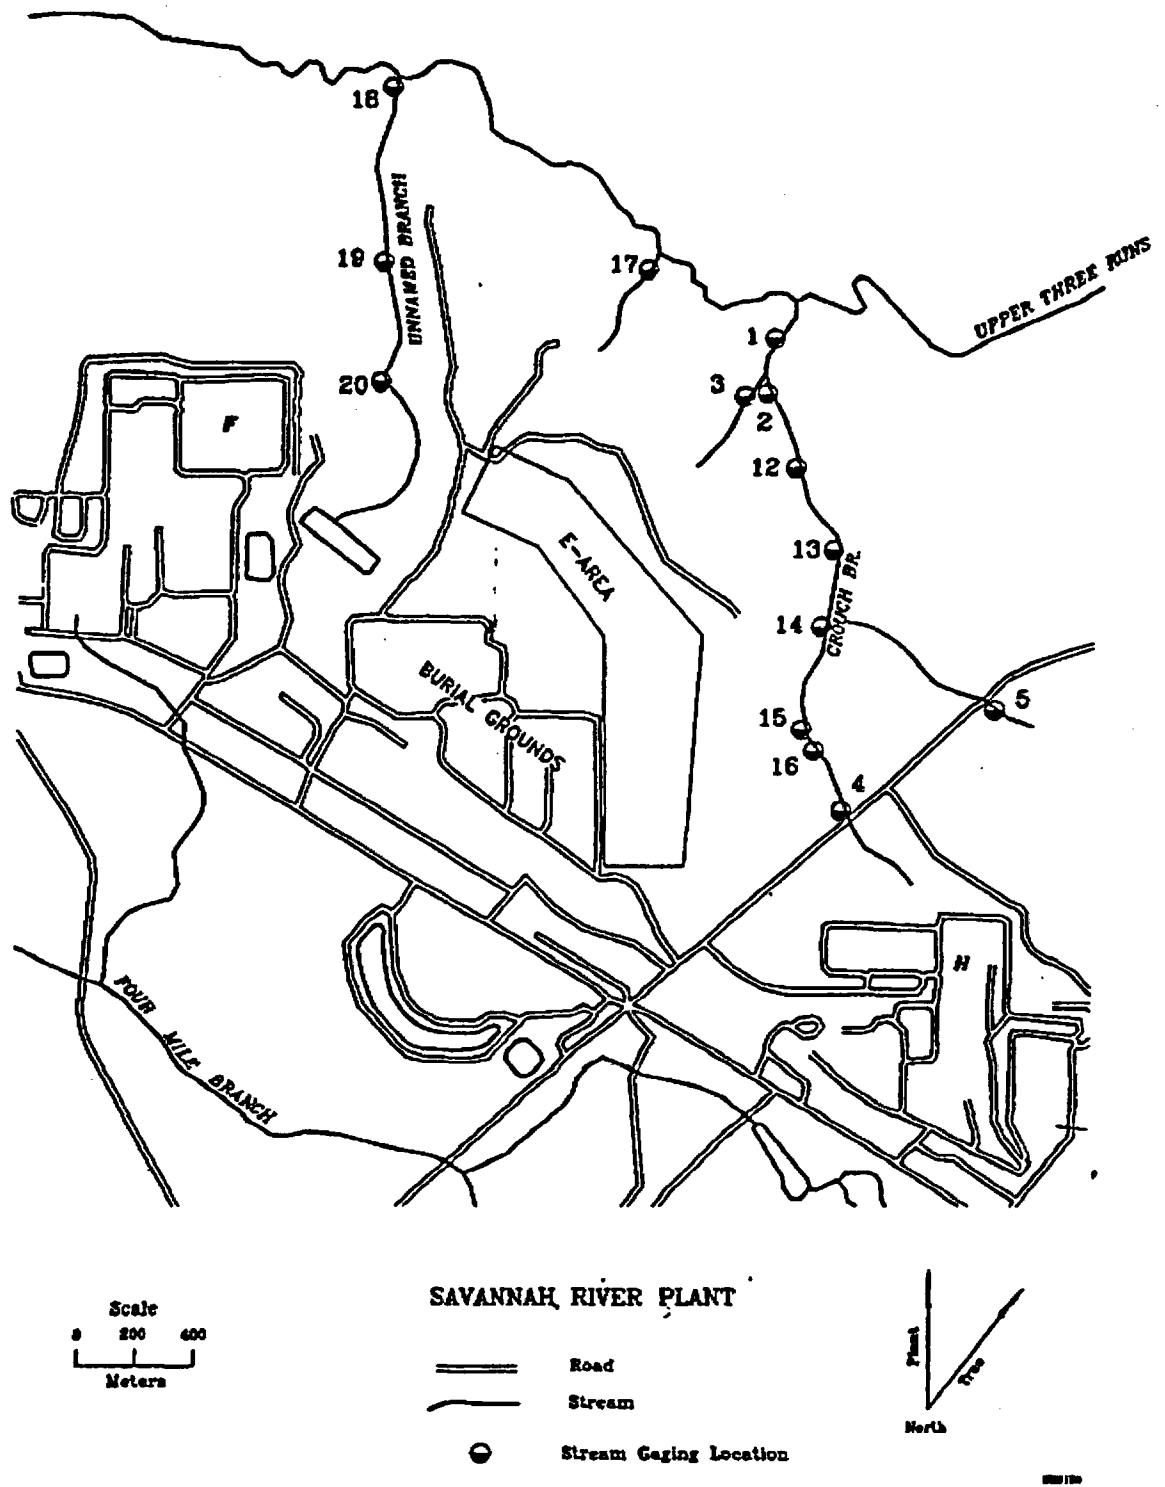 18
UNNAMED BRANCH
19
17
UPPER THREE RUNS
1
20
3
2
F
12
E-AREA
13
CROUCH BR.
14
BURIAL GROUNDS
5
15
16
4
H
FOUR MILE BRANCH
SAVANNAH RIVER PLANT
Scale
0 200 400
Meters
Road
Stream
Stream Gaging Location
Plant
True
North